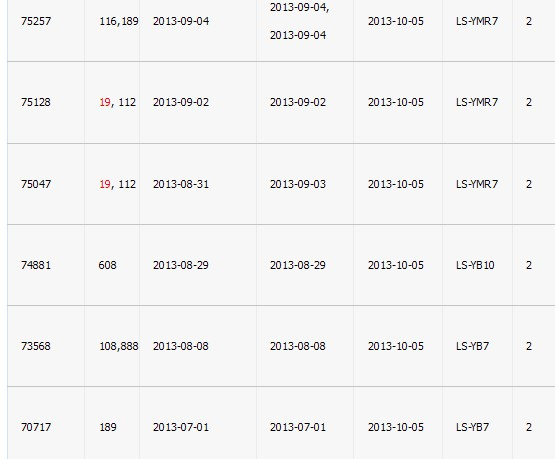 75257 116,189 2013-09-04 2013-09-04, 2013-09-04 2013-10-05 LS-YMR7 2
75128 19, 112 2013-09-02 2013-09-02 2013-10-05 LS-YMR7 2
75047 19, 112 2013-08-31 2013-09-03 2013-10-05 LS-YMR7 2
74881 608 2013-08-29 2013-08-29 2013-10-05 LS-YB10 2
73568 108,888 2013-08-08 2013-08-08 2013-10-05 LS-YB7 2
70717 189 2013-07-01 2013-07-01 2013-10-05 LS-YB7 2